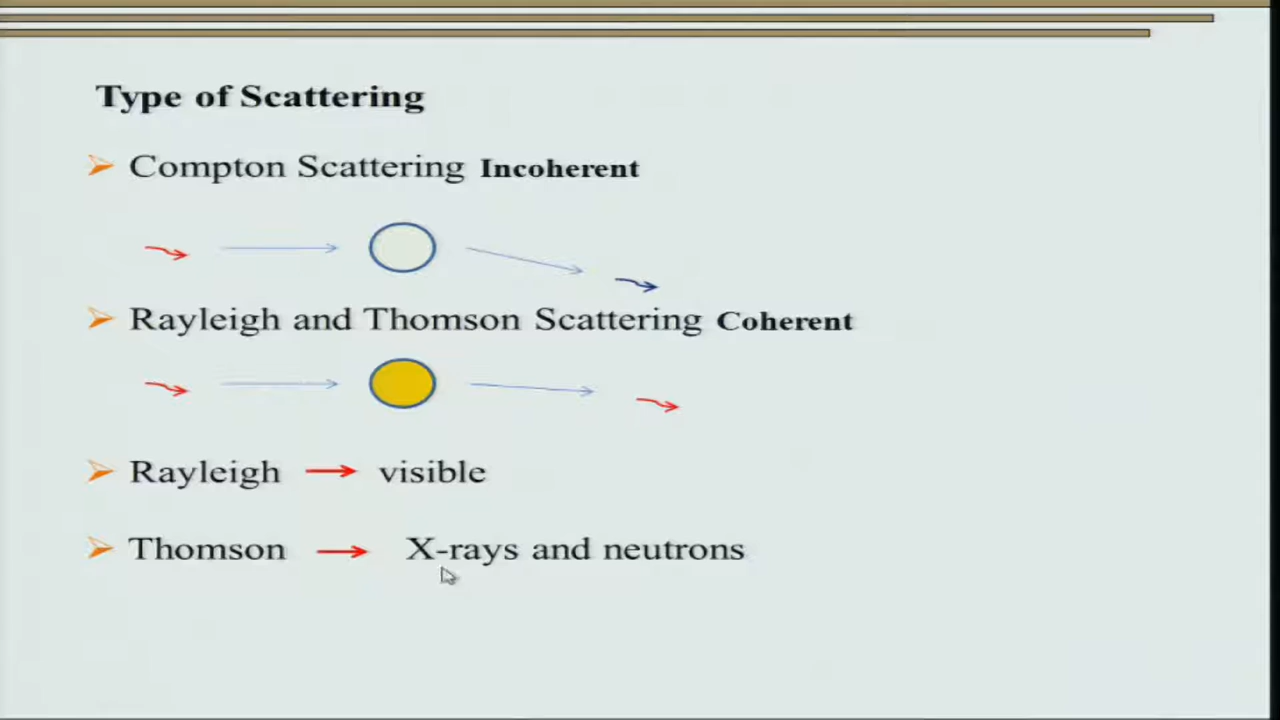 Type of Scattering
Compton Scattering Incoherent
Rayleigh and Thomson Scattering Coherent
Rayleigh → visible
Thomson → X-rays and neutrons